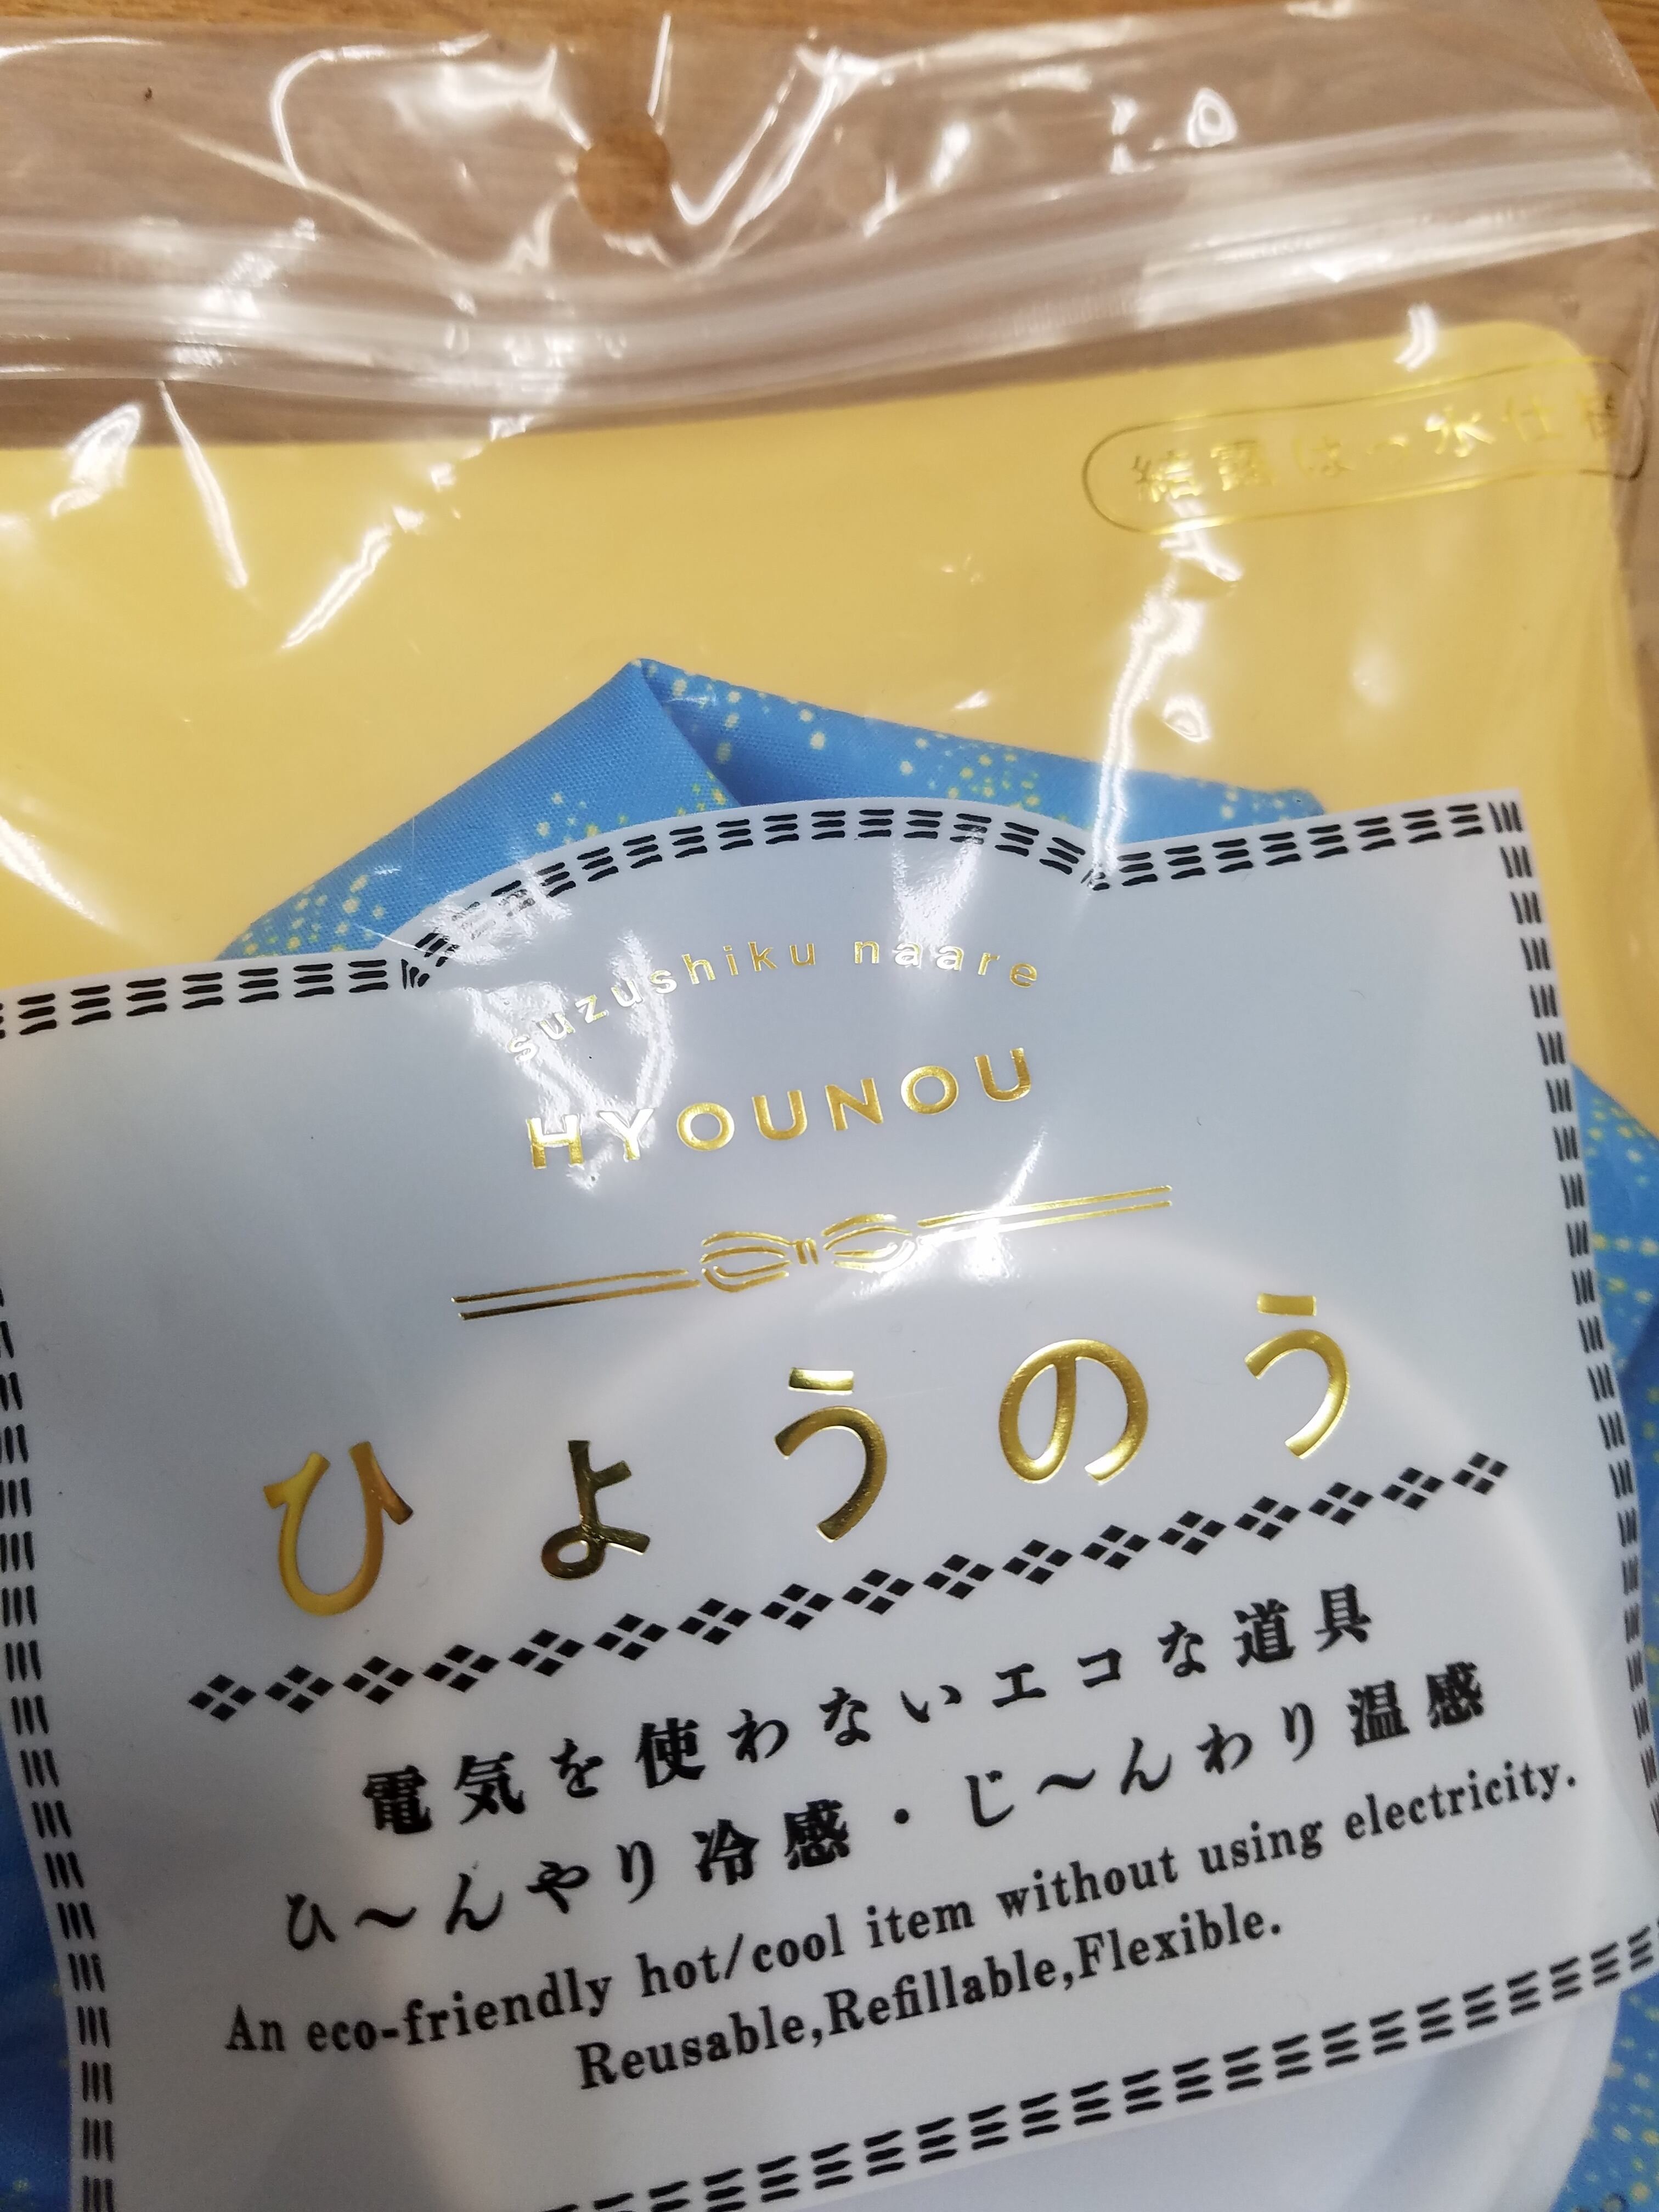 結露はっ水仕様
suzushiku naare
HYOUNOU
ひょうのう
電気を使わないエコな道具
ひ〜んやり冷感・じ〜んわり温感
An eco-friendly hot/cool item without using electricity.
Reusable,Refillable,Flexible.